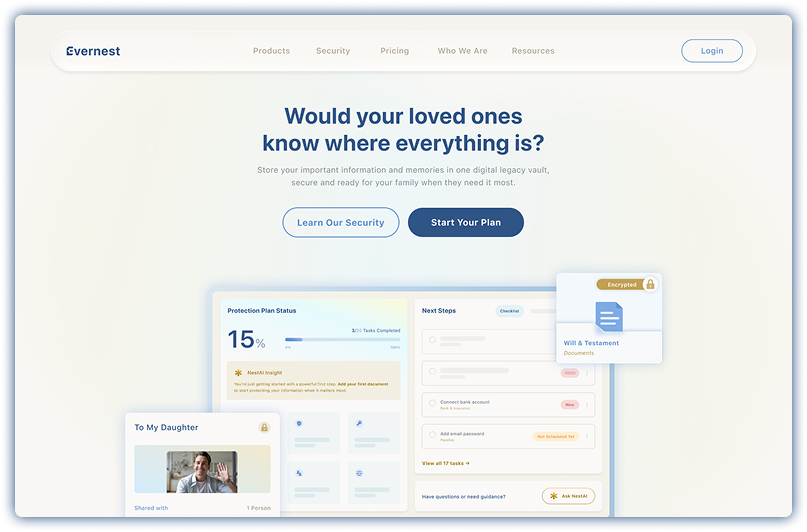 Evernest
Products
Security
Pricing
Who We Are
Resources
Login
Would your loved ones
know where everything is?
Store your important information and memories in one digital legacy vault,
secure and ready for your family when they need it most.
Learn Our Security
Start Your Plan
Protection Plan Status
15%
3/20 Tasks Completed
0%
100%
NestAI Insight
You're just getting started with a powerful first step. Add your first document
to start protecting your information when it matters most.
Next Steps
Checklist
Connect bank account
Bank & Insurance
New
Add email password
Not Scheduled Yet
View all 17 tasks →
Have questions or need guidance?
Ask NestAI
Encrypted
Will & Testament
Documents
To My Daughter
Shared with
1 Person